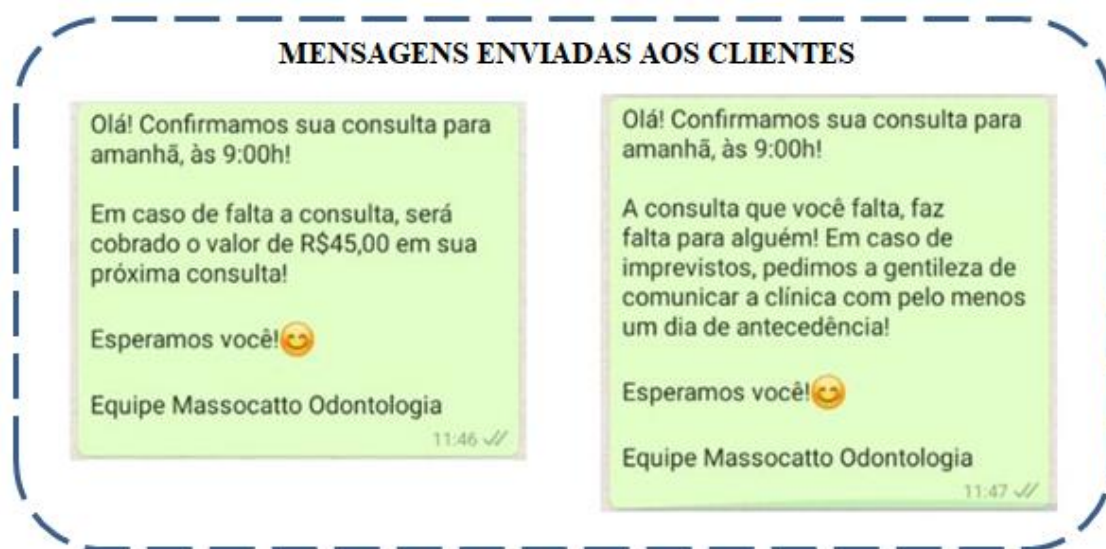 MENSAGENS ENVIADAS AOS CLIENTES
Olá! Confirmamos sua consulta para
amanhã, às 9:00h!
Em caso de falta a consulta, será
cobrado o valor de R$45,00 em sua
próxima consulta!
Esperamos você!😊
Equipe Massocatto Odontologia
11:46
Olá! Confirmamos sua consulta para
amanhã, às 9:00h!
A consulta que você falta, faz
falta para alguém! Em caso de
imprevistos, pedimos a gentileza de
comunicar a clínica com pelo menos
um dia de antecedência!
Esperamos você!😊
Equipe Massocatto Odontologia
11:47